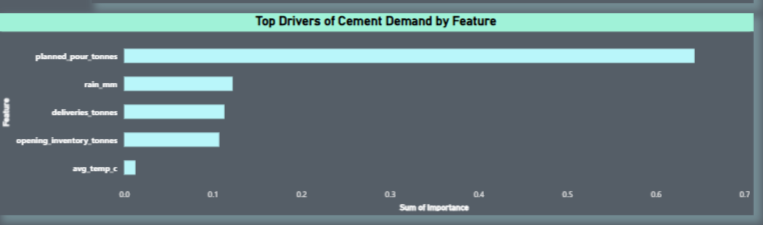 Top Drivers of Cement Demand by Feature
Feature
planned_pour_tonnes
rain_mm
deliveries_tonnes
opening_inventory_tonnes
avg_temp_c
0.0 0.1 0.2 0.3 0.4 0.5 0.6 0.7
Sum of Importance